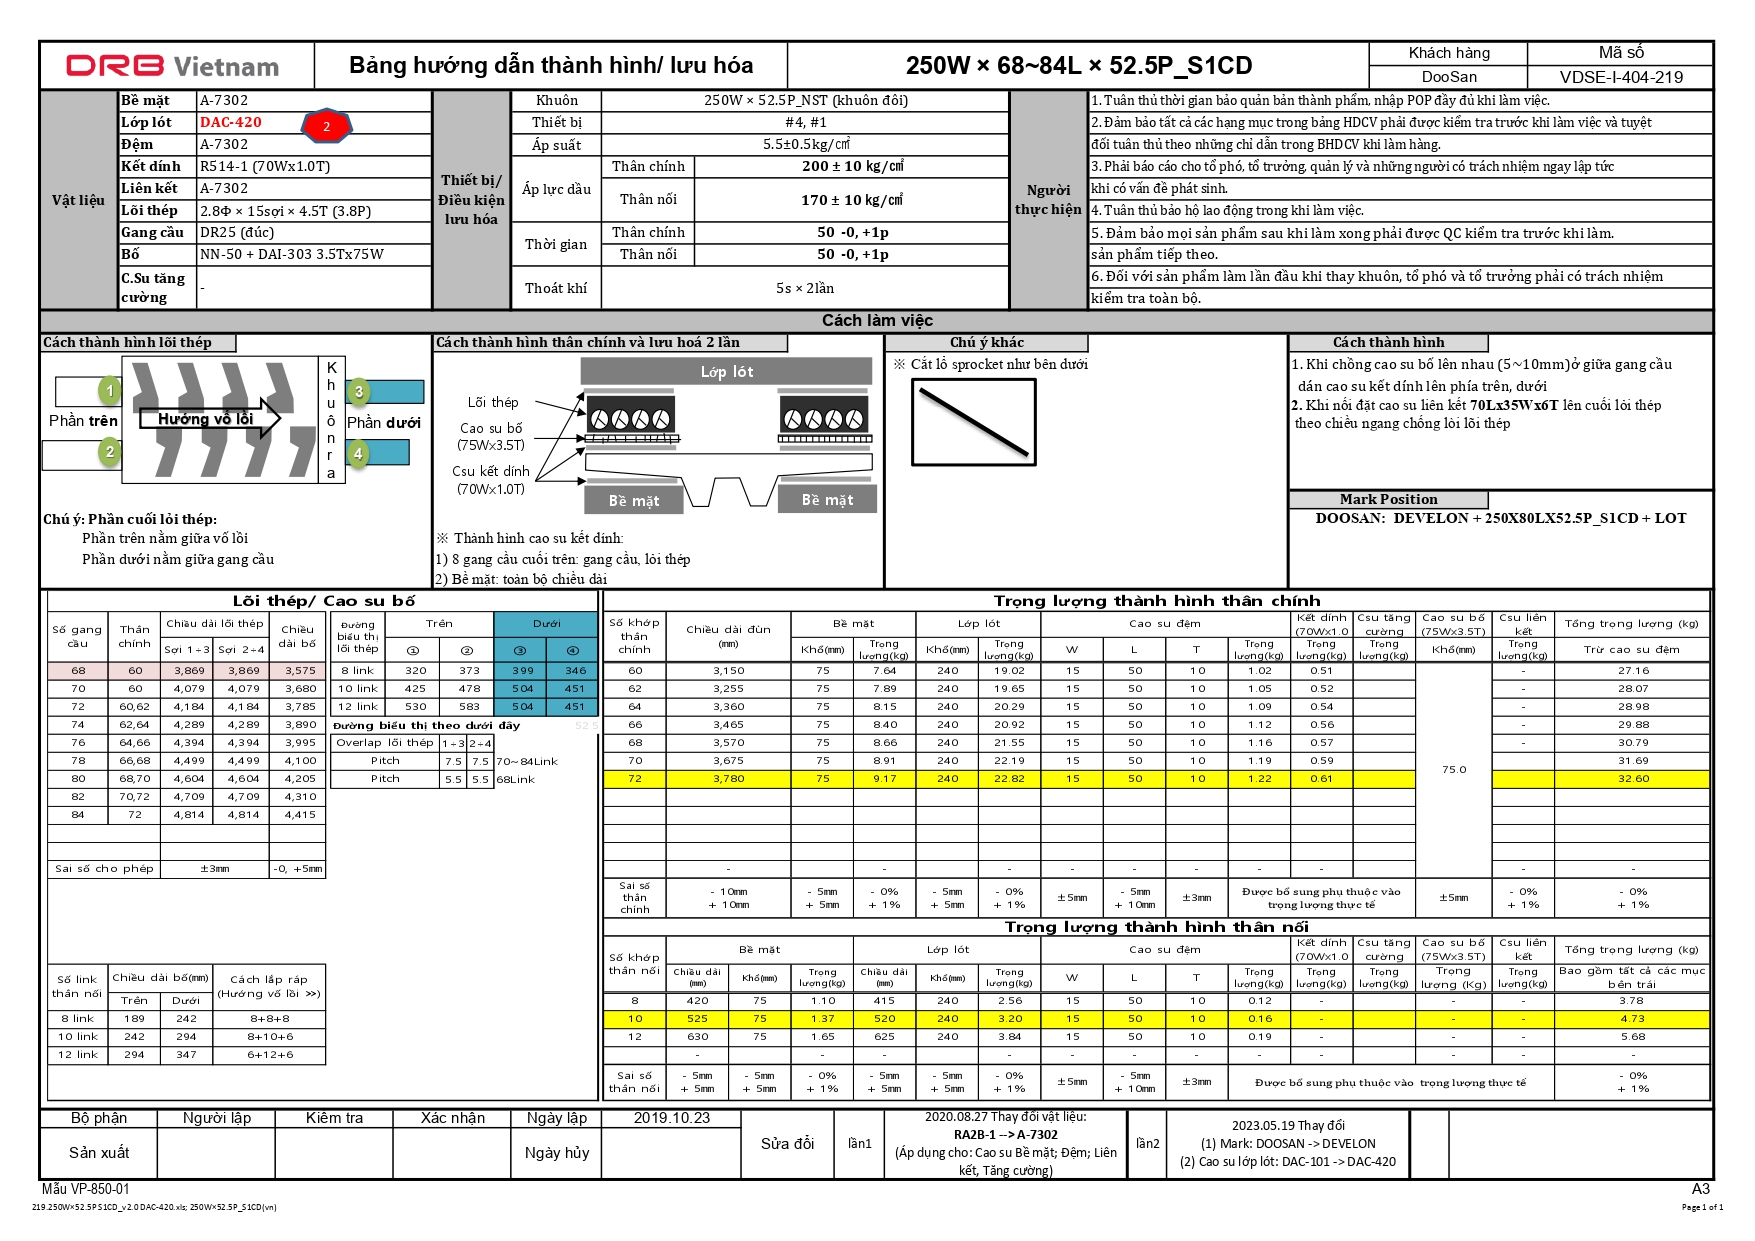 DRB Vietnam
Bảng hướng dẫn thành hình/ lưu hóa
250W × 68~84L × 52.5P_S1CD
Khách hàng
Mã số
DooSan
VDSE-I-404-219
Vật liệu
Bề mặt A-7302
Lớp lót DAC-420 2
Đệm A-7302
Kết dính R514-1 (70Wx1.0T)
Liên kết A-7302
Lõi thép 2.8Φ × 15sợi × 4.5T (3.8P)
Gang cầu DR25 (đúc)
Bố NN-50 + DAI-303 3.5Tx75W
C.Su tăng cường -
Thiết bị/
Điều kiện
lưu hóa
Khuôn 250W × 52.5P_NST (khuôn đôi)
Thiết bị #4, #1
Áp suất 5.5±0.5kg/㎠
Áp lực dầu
Thân chính 200 ± 10 kg/㎠
Thân nối 170 ± 10 kg/㎠
Thời gian
Thân chính 50 -0, +1p
Thân nối 50 -0, +1p
Thoát khí 5s × 2lần
Người
thực hiện
1. Tuân thủ thời gian bảo quản bản thành phẩm, nhập POP đầy đủ khi làm việc.
2. Đảm bảo tất cả các hạng mục trong bảng HDCV phải được kiểm tra trước khi làm việc và tuyệt
đối tuân thủ theo những chỉ dẫn trong BHDCV khi làm hàng.
3. Phải báo cáo cho tổ phó, tổ trưởng, quản lý và những người có trách nhiệm ngay lập tức
khi có vấn đề phát sinh.
4. Tuân thủ bảo hộ lao động trong khi làm việc.
5. Đảm bảo mọi sản phẩm sau khi làm xong phải được QC kiểm tra trước khi làm.
sản phẩm tiếp theo.
6. Đối với sản phẩm làm lần đầu khi thay khuôn, tổ phó và tổ trưởng phải có trách nhiệm
kiểm tra toàn bộ.
Cách làm việc
Cách thành hình lõi thép
1
2
Phần trên
Hướng vố lồi
Khuôn ra
3
4
Phần dưới
Chú ý: Phần cuối lỏi thép:
Phần trên nằm giữa vố lồi
Phần dưới nằm giữa gang cầu
Cách thành hình thân chính và lưu hoá 2 lần
Lớp lót
Lõi thép
Cao su bố
(75W×3.5T)
Csu kết dính
(70W×1.0T)
Bề mặt
Bề mặt
※ Thành hình cao su kết dính:
1) 8 gang cầu cuối trên: gang cầu, lỏi thép
2) Bề mặt: toàn bộ chiều dài
Chú ý khác
※ Cắt lổ sprocket như bên dưới
Cách thành hình
1. Khi chồng cao su bố lên nhau (5~10mm)ở giữa gang cầu
dán cao su kết dính lên phía trên, dưới
2. Khi nối đặt cao su liên kết 70Lx35Wx6T lên cuối lỏi thép
theo chiều ngang chống lòi lõi thép
Mark Position
DOOSAN: DEVELON + 250X80LX52.5P_S1CD + LOT
Lõi thép/ Cao su bố
Số gang cầu Thân chính Chiều dài lõi thép Chiều dài bố
Sợi 1÷3 Sợi 2÷4
68 60 3,869 3,869 3,575
70 60 4,079 4,079 3,680
72 60,62 4,184 4,184 3,785
74 62,64 4,289 4,289 3,890
76 64,66 4,394 4,394 3,995
78 66,68 4,499 4,499 4,100
80 68,70 4,604 4,604 4,205
82 70,72 4,709 4,709 4,310
84 72 4,814 4,814 4,415
Sai số cho phép ±3mm -0, +5mm
Đường biểu thị lõi thép Trên Dưới
① ② ③ ④
8 link 320 373 399 346
10 link 425 478 504 451
12 link 530 583 504 451
Đường biểu thị theo dưới đây 52.5
Overlap lõi thép 1÷3 2÷4
Pitch 7.5 7.5 70~84Link
Pitch 5.5 5.5 68Link
Số link thân nối Chiều dài bố(mm) Cách lắp ráp
(Hướng vố lồi >>)
Trên Dưới
8 link 189 242 8+8+8
10 link 242 294 8+10+6
12 link 294 347 6+12+6
Trọng lượng thành hình thân chính
Số khớp thân chính Chiều dài đùn (mm) Bề mặt Lớp lót Cao su đệm Kết dính (70Wx1.0 Csu tăng cường Cao su bố (75W×3.5T) Csu liên kết Tổng trọng lượng (kg)
Khổ(mm) Trọng lượng(kg) Khổ(mm) Trọng lượng(kg) W L T Trọng lượng(kg) Trọng lượng(kg) Trọng lượng(kg) Khổ(mm) Trọng lượng(kg) Trừ cao su đệm
60 3,150 75 7.64 240 19.02 15 50 10 1.02 0.51 - 27.16
62 3,255 75 7.89 240 19.65 15 50 10 1.05 0.52 - 28.07
64 3,360 75 8.15 240 20.29 15 50 10 1.09 0.54 - 28.98
66 3,465 75 8.40 240 20.92 15 50 10 1.12 0.56 - 29.88
68 3,570 75 8.66 240 21.55 15 50 10 1.16 0.57 - 30.79
70 3,675 75 8.91 240 22.19 15 50 10 1.19 0.59 31.69
75.0
72 3,780 75 9.17 240 22.82 15 50 10 1.22 0.61 32.60
- - - - - - - - - - - -
Sai số thân chính - 10mm + 10mm - 5mm + 5mm - 0% + 1% - 5mm + 5mm - 0% + 1% ±5mm - 5mm + 10mm ±3mm Được bổ sung phụ thuộc vào trọng lượng thực tế ±5mm - 0% + 1% - 0% + 1%
Trọng lượng thành hình thân nối
Số khớp thân nối Bề mặt Lớp lót Cao su đệm Kết dính (70Wx1.0 Csu tăng cường Cao su bố (75W×3.5T) Csu liên kết Tổng trọng lượng (kg)
Chiều dài (mm) Khổ(mm) Trọng lượng(kg) Chiều dài (mm) Khổ(mm) Trọng lượng(kg) W L T Trọng lượng(kg) Trọng lượng(kg) Trọng lượng(kg) Trọng lượng (Kg) Trọng lượng(kg) Bao gồm tất cả các mục bên trái
8 420 75 1.10 415 240 2.56 15 50 10 0.12 - - - 3.78
10 525 75 1.37 520 240 3.20 15 50 10 0.16 - - - 4.73
12 630 75 1.65 625 240 3.84 15 50 10 0.19 - - - 5.68
- - - - - - - - - - - - - -
Sai số thân nối - 5mm + 5mm - 5mm + 5mm - 0% + 1% - 5mm + 5mm - 5mm + 5mm - 0% + 1% ±5mm - 5mm + 10mm ±3mm Được bổ sung phụ thuộc vào trọng lượng thực tế - 0% + 1%
Bộ phận Người lập Kiểm tra Xác nhận Ngày lập 2019.10.23
Sản xuất Ngày hủy
Sửa đổi
lần1
2020.08.27 Thay đổi vật liệu:
RA2B-1 --> A-7302
(Áp dụng cho: Cao su Bề mặt; Đệm; Liên
kết, Tăng cường)
lần2
2023.05.19 Thay đổi
(1) Mark: DOOSAN -> DEVELON
(2) Cao su lớp lót: DAC-101 -> DAC-420
Mẫu VP-850-01
A3
219.250W×52.5PS1CD_v2.0 DAC-420.xls; 250W×52.5P_S1CD(vn)
Page 1 of 1